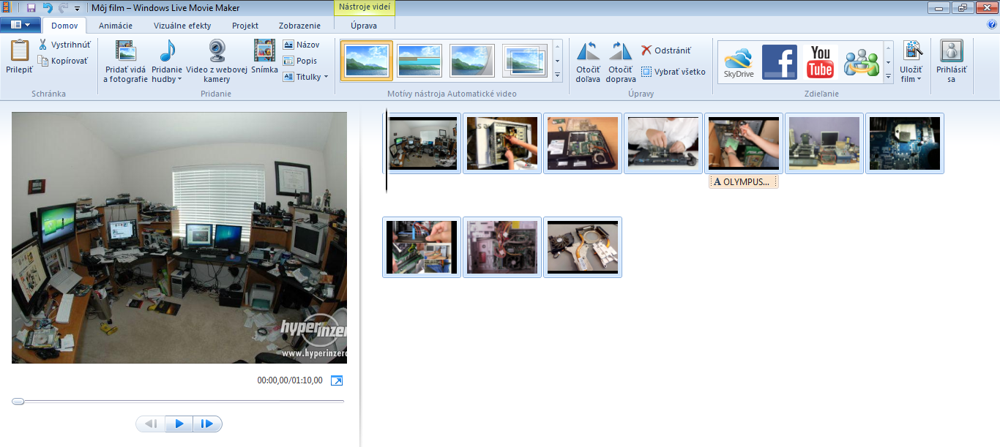 Môj film – Windows Live Movie Maker
Nástroje videí
Domov
Animácie
Vizuálne efekty
Projekt
Zobrazenie
Úprava
Prilepiť
Vystrihnúť
Kopírovať
Schránka
Pridať vidá
a fotografie
Pridanie
hudby
Video z webovej
kamery
Snímka
Názov
Popis
Titulky
Pridanie
Motívy nástroja Automatické video
Otočiť
doľava
Otočiť
doprava
Odstrániť
Vybrať všetko
Úpravy
SkyDrive
f
You
Tube
Zdieľanie
Uložiť
film
Prihlásiť
sa
A OLYMPUS...
hyperinzer
www.hyperinzer
00:00,00/01:10,00